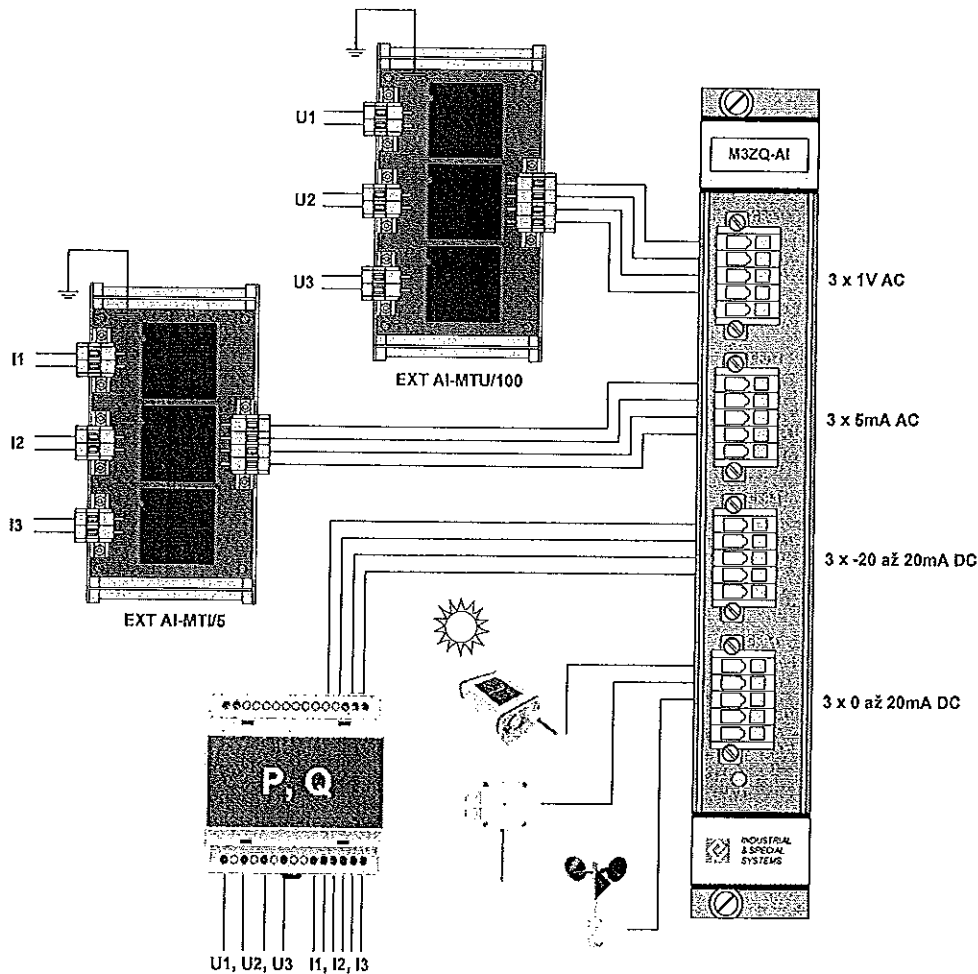 U1
U2
U3
EXT AI-MTU/100
I1
I2
I3
EXT AI-MTI/5
M3ZQ-AI
3 x 1V AC
3 x 5mA AC
3 x -20 až 20mA DC
3 x 0 až 20mA DC
P, Q
U1, U2, U3 I1, I2, I3
INDUSTRIAL
& SPECIAL
SYSTEMS